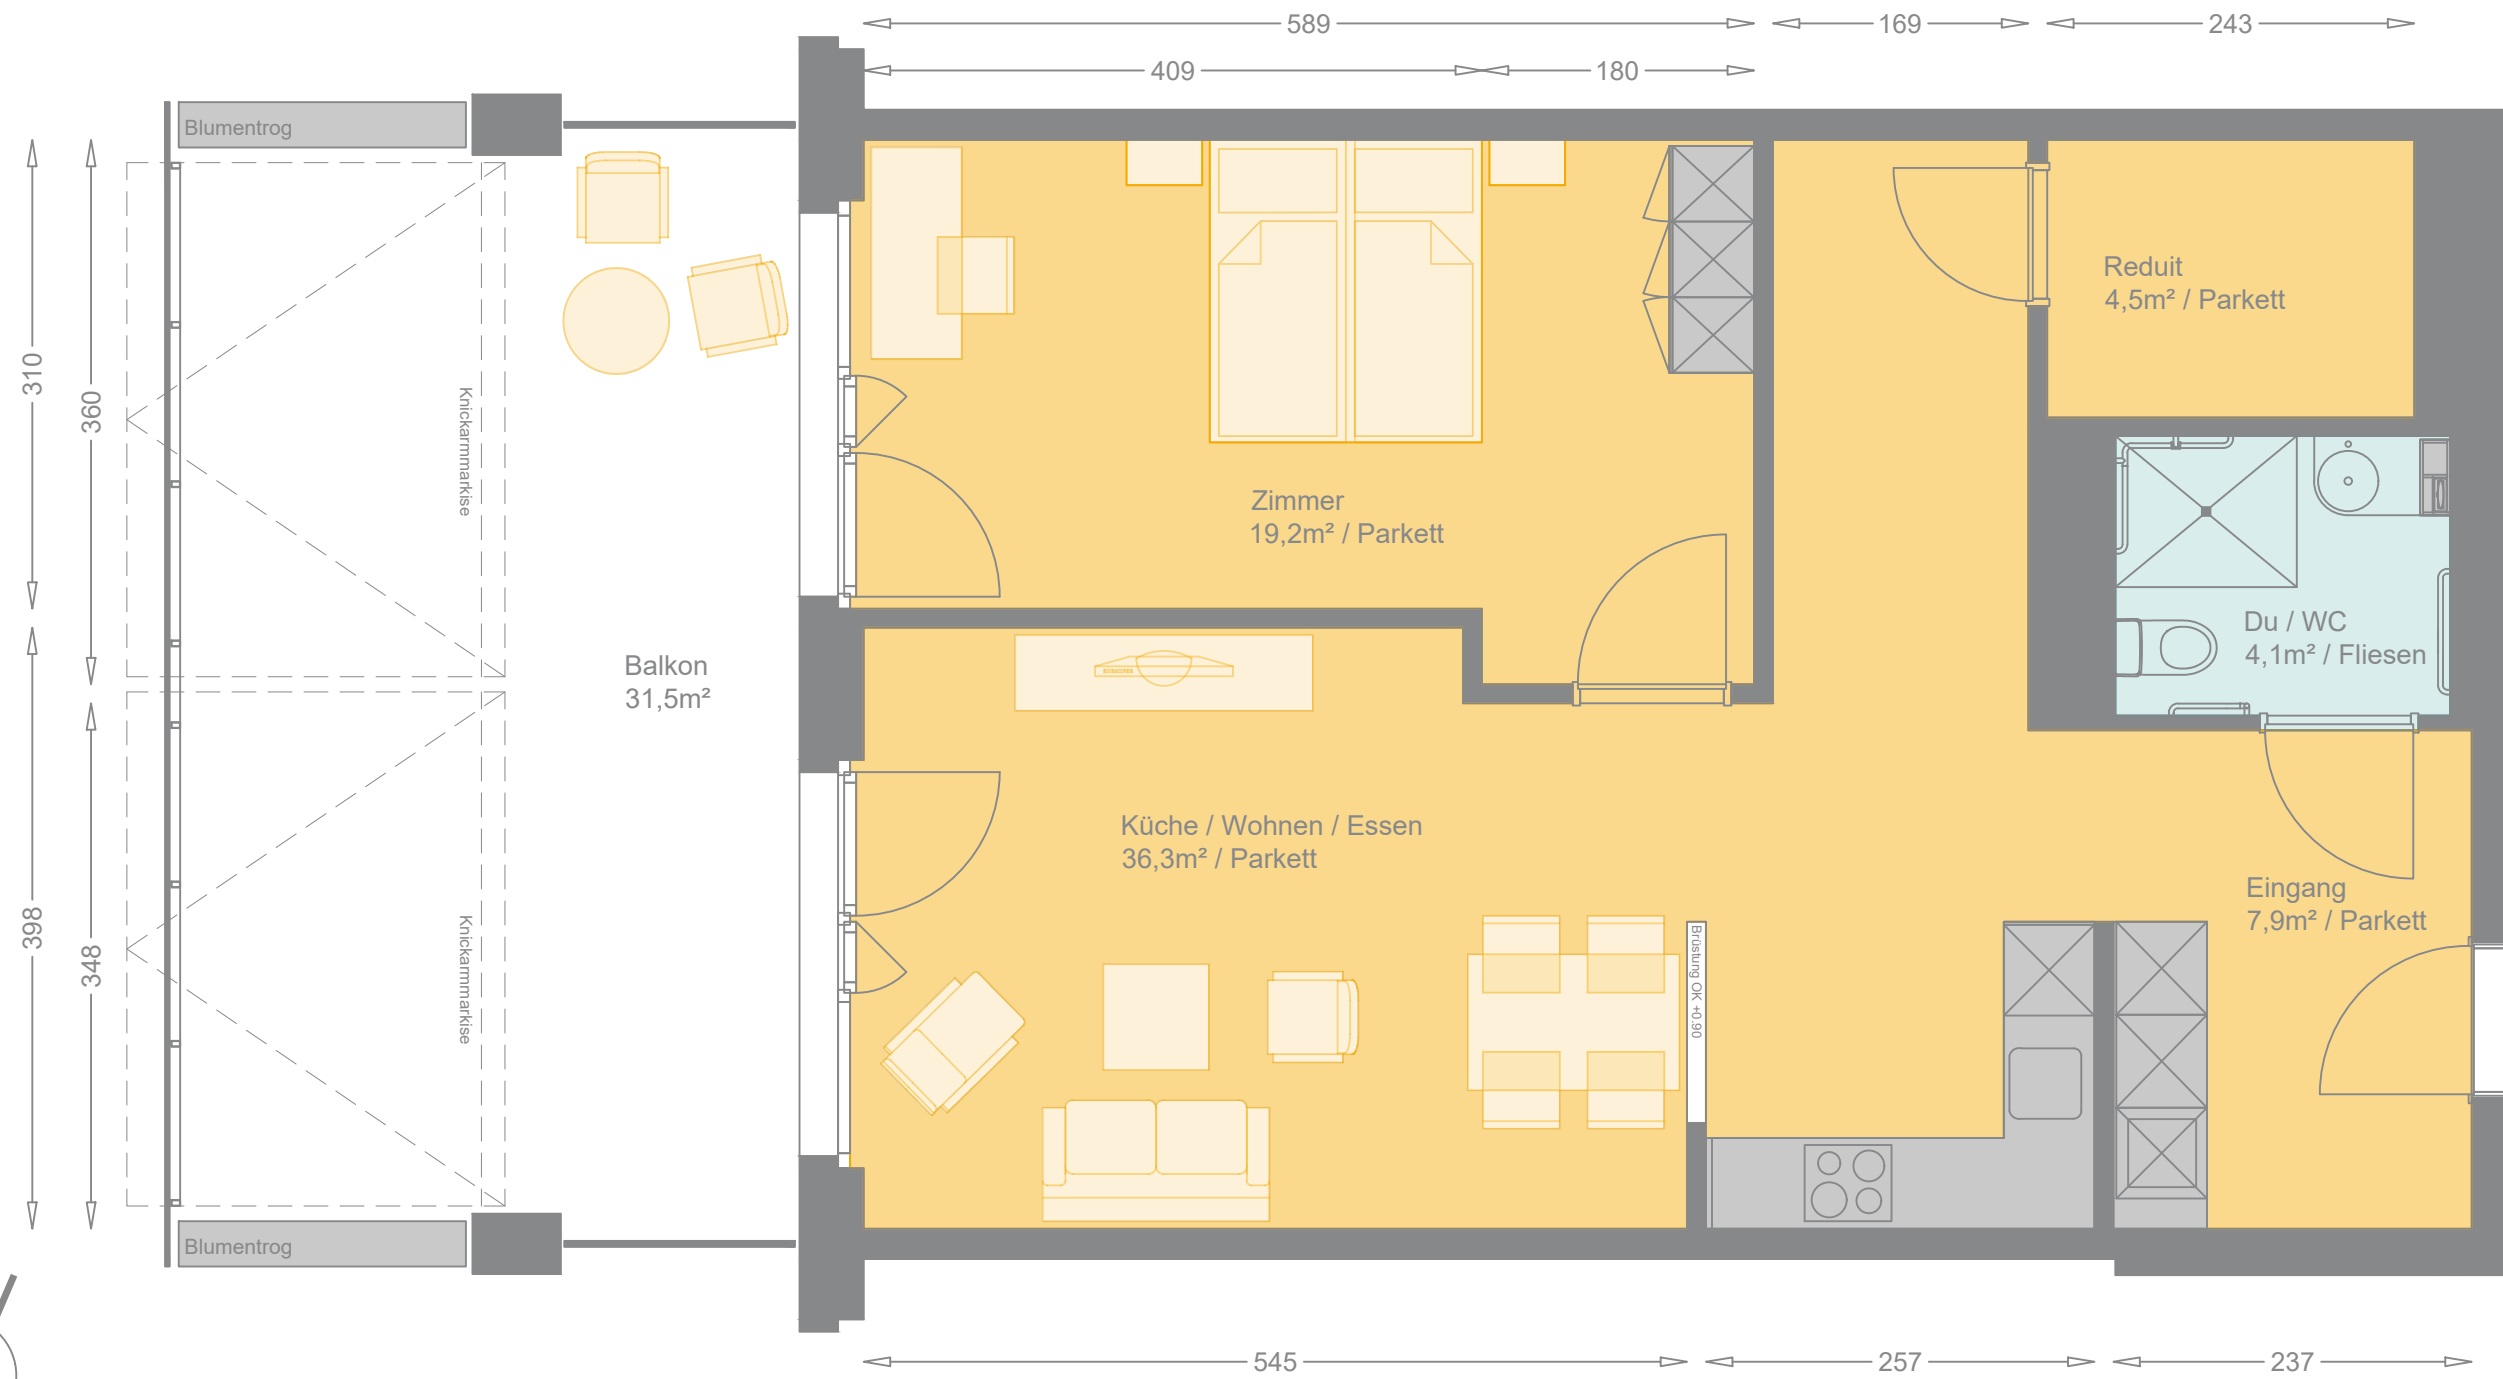 589
169
243
409
180
Blumentrog
310
360
Knickarmmarkise
Reduit
4,5m² / Parkett
Zimmer
19,2m² / Parkett
Du / WC
4,1m² / Fliesen
Balkon
31,5m²
Küche / Wohnen / Essen
36,3m² / Parkett
Eingang
7,9m² / Parkett
398
348
Knickarmmarkise
Brüstung OK +0.90
Blumentrog
545
257
237